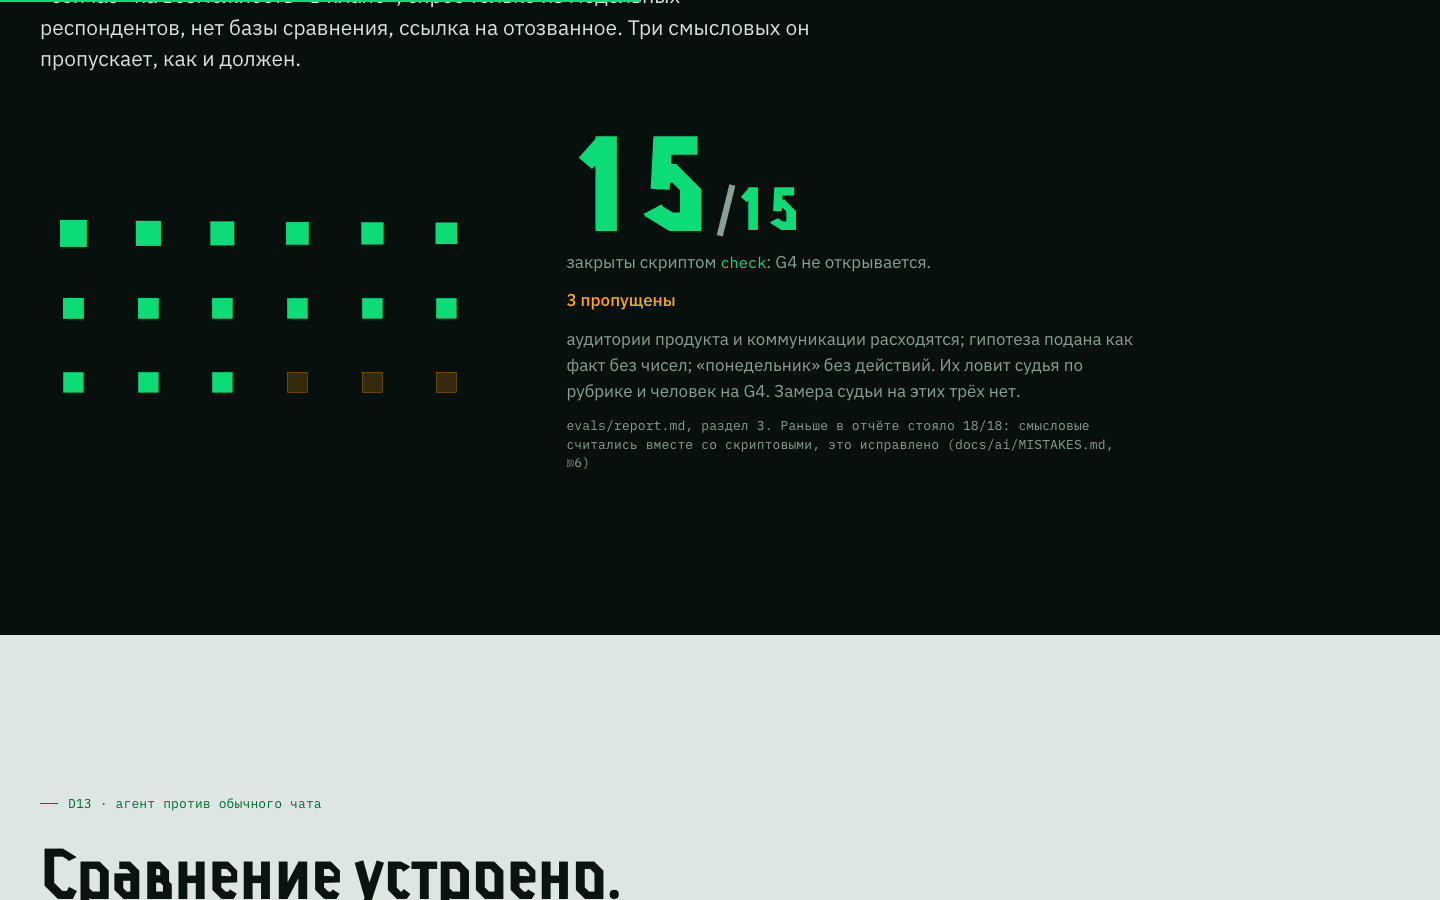 респондентов, нет базы сравнения, ссылка на отозванное. Три смысловых он
пропускает, как и должен.
15/15
закрыты скриптом check: G4 не открывается.
3 пропущены
аудитории продукта и коммуникации расходятся; гипотеза подана как
факт без чисел; «понедельник» без действий. Их ловит судья по
рубрике и человек на G4. Замера судьи на этих трёх нет.
evals/report.md, раздел 3. Раньше в отчёте стояло 18/18: смысловые
считались вместе со скриптовыми, это исправлено (docs/ai/MISTAKES.md,
№6)
D13 · агент против обычного чата
Сравнение устроено.